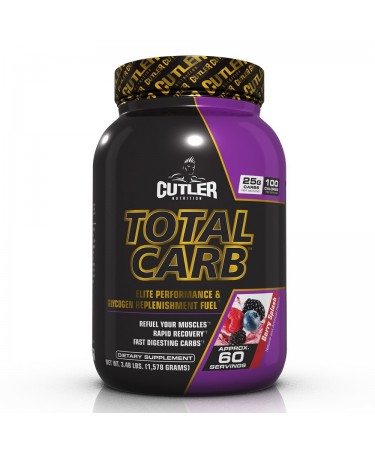 CUTLER
CUTLER
NUTRITION
25g
CARBS
100
CALORIES
TOTAL
CARB
ELITE PERFORMANCE &
GLYCOGEN REPLENISHMENT FUEL
REFUEL YOUR MUSCLES
RAPID RECOVERY
FAST DIGESTING CARBS
Berry Splash
APPROX.
60
SERVINGS
DIETARY SUPPLEMENT
NET WT. 3.48 LBS. (1,578 GRAMS)